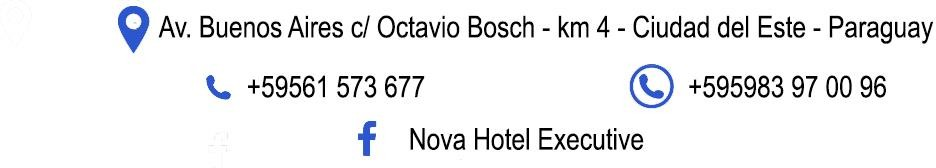 Av. Buenos Aires c/ Octavio Bosch - km 4 - Ciudad del Este - Paraguay
+59561 573 677 +595983 97 00 96
Nova Hotel Executive